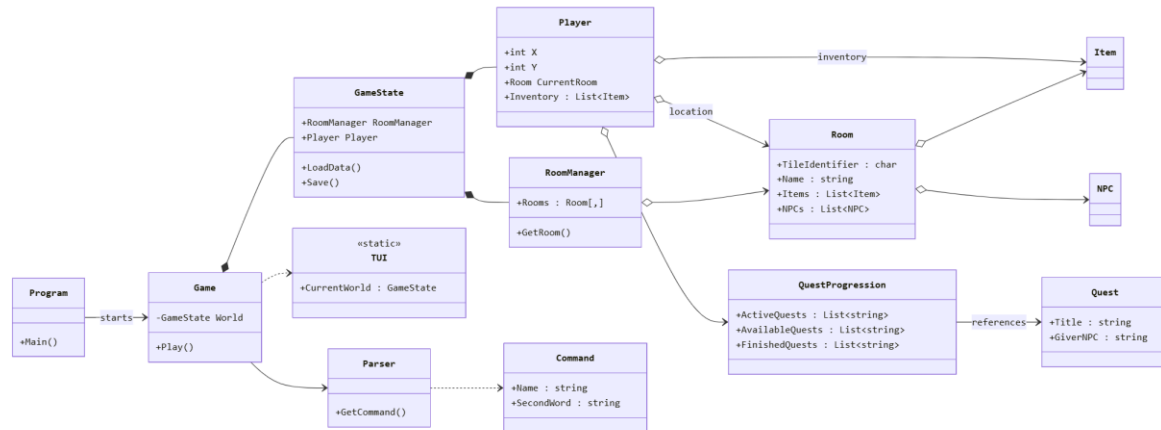 Player
+int X
+int Y
+Room CurrentRoom
+Inventory : List<Item>
inventory
location
Item
GameState
+RoomManager RoomManager
+Player Player
+LoadData()
+Save()
RoomManager
+Rooms : Room[,]
+GetRoom()
Room
+TileIdentifier : char
+Name : string
+Items : List<Item>
+NPCs : List<NPC>
NPC
«static»
TUI
+CurrentWorld : GameState
Program
+Main()
starts
Game
-GameState World
+Play()
QuestProgression
+ActiveQuests : List<string>
+AvailableQuests : List<string>
+FinishedQuests : List<string>
references
Quest
+Title : string
+GiverNPC : string
Parser
+GetCommand()
Command
+Name : string
+SecondWord : string